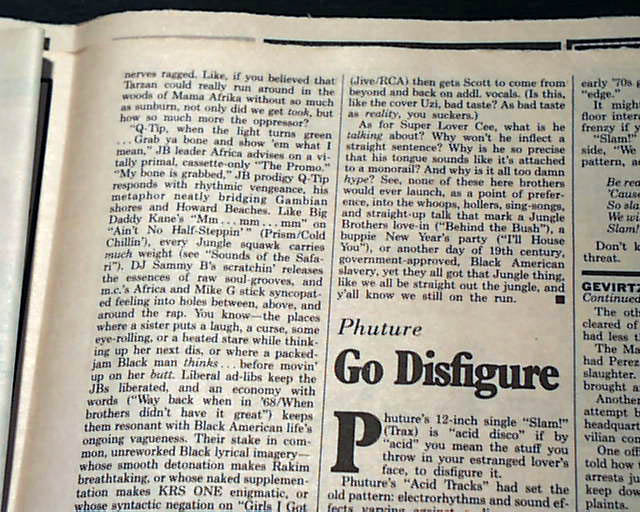 nerves ragged. Like, if you believed that
Tarzan could really run around in the
woods of Mama Afrika without so much
as sunburn, not only did we get took, but
how so much more the oppressor?
"Q-Tip, when the light turns green
. . . Grab ya bone and show 'em what I
mean," JB leader Africa advises on a vi-
tally primal, cassette-only "The Promo."
"My bone is grabbed," JB prodigy Q-Tip
responds with rhythmic vengeance, his
metaphor neatly bridging Gambian
shores and Howard Beaches. Like Big
Daddy Kane's "Mm . . . mm . . . mm" on
"Ain't No Half-Steppin' " (Prism/Cold
Chillin'), every Jungle squawk carries
much weight (see "Sounds of the Safa-
ri"). DJ Sammy B's scratchin' releases
the essences of raw soul-grooves, and
m.c.'s Africa and Mike G stick syncopat-
ed feeling into holes between, above, and
around the rap. You know—the places
where a sister puts a laugh, a curse, some
eye-rolling, or a heated stare while think-
ing up her next dis, or where a packed-
jam Black man thinks . . . before movin'
up on her butt. Liberal ad-libs keep the
JBs liberated, and an economy with
words ("Way back when in '68/When
brothers didn't have it great") keeps
them resonant with Black American life's
ongoing vagueness. Their stake in com-
mon, unreworked Black lyrical imagery—
whose smooth detonation makes Rakim
breathtaking, or whose naked supplemen-
tation makes KRS ONE enigmatic, or
whose syntactic negation on "Girls I Got
(Jive/RCA) then gets Scott to come from
beyond and back on addl. vocals. (Is this,
like the cover Uzi, bad taste? As bad taste
as reality, you suckers.)
As for Super Lover Cee, what is he
talking about? Why won't he inflect a
straight sentence? Why is he so precise
that his tongue sounds like it's attached
to a monorail? And why is it all too damn
hype? See, none of these here brothers
would ever launch, as a point of prefer-
ence, into the whoops, hollers, sing-songs,
and straight-up talk that mark a Jungle
Brothers love-in ("Behind the Bush"), a
buppie New Year's party ("I'll House
You"), or another day of 19th century,
government-approved, Black American
slavery, yet they all got that Jungle thing,
like we all be straight out the jungle, and
y'all know we still on the run.
Phuture
Go Disfigure
Phuture's 12-inch single "Slam!"
(Trax) is "acid disco" if by
"acid" you mean the stuff you
throw in your estranged lover's
face, to disfigure it.
Phuture's "Acid Tracks" had set the
old pattern: electrorhythms and sound ef-
fects varying against
early '70s
"edge."
It migh
floor inter
frenzy if
"Slam!"
side, "We
pattern, a
Be rea
'Caus
So sla
We wa
Slam!
Don't k
threat.
GEVIRTZ
Continue
The oth
cleared of
had less t
The Ma
had Perez
slaughter.
brought a
Another
attempt t
headquart
vilian con
One offi
told how
arrests ju
keep dow
plaints.